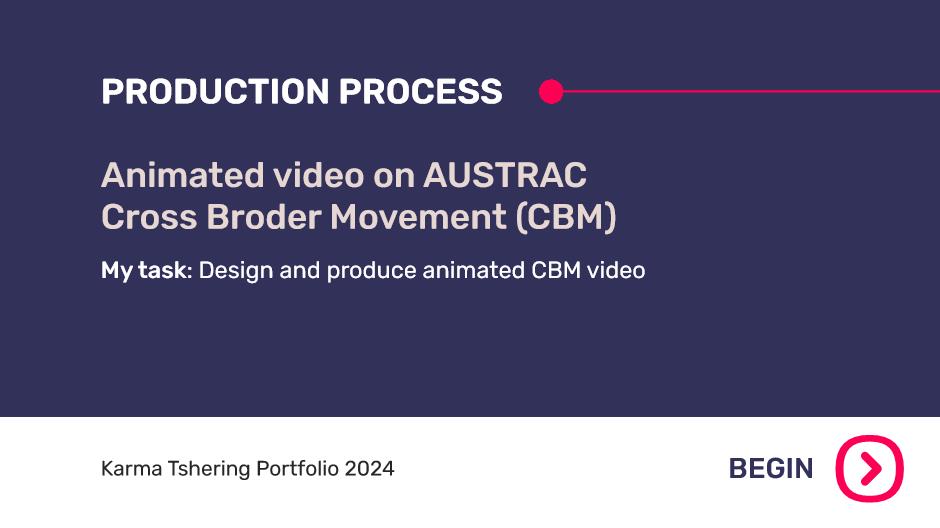 PRODUCTION PROCESS
Animated video on AUSTRAC
Cross Broder Movement (CBM)
My task: Design and produce animated CBM video
Karma Tshering Portfolio 2024
BEGIN